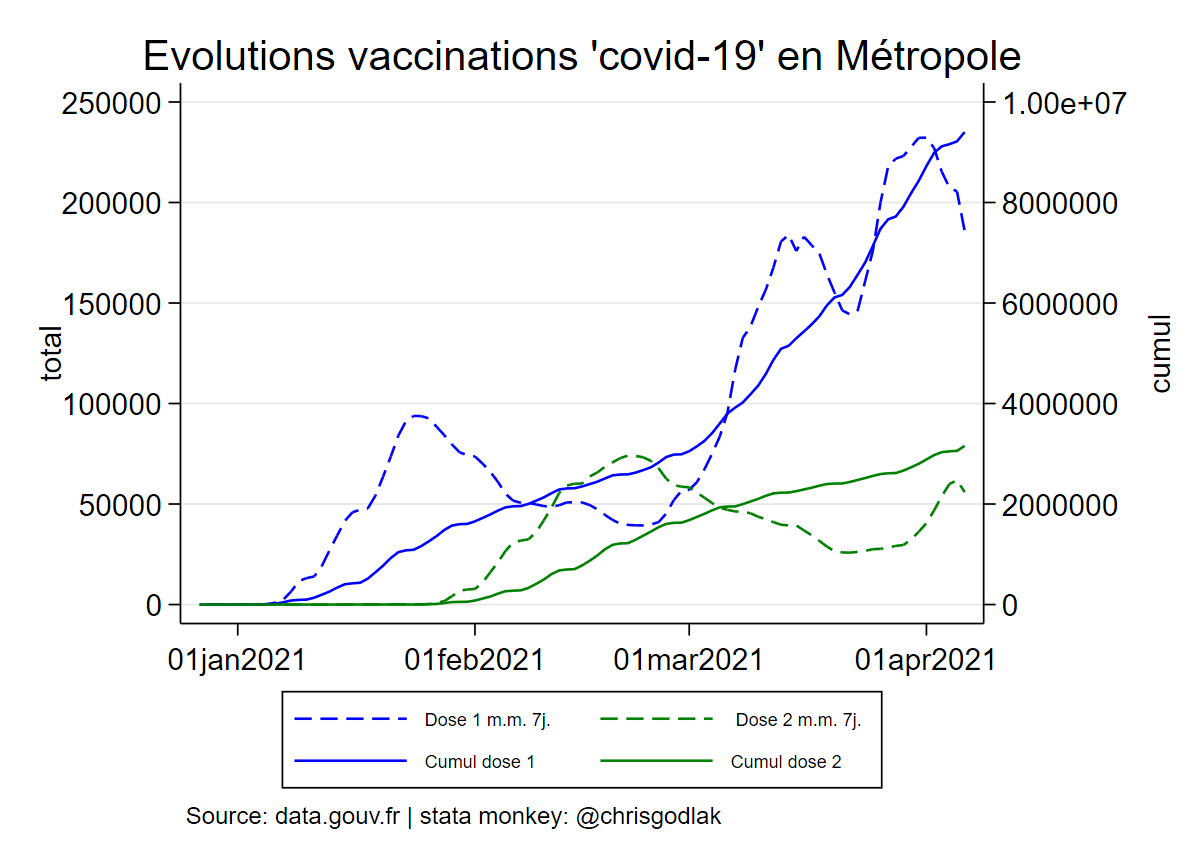 Evolutions vaccinations 'covid-19' en Métropole
250000
200000
150000
100000
50000
0
total
1.00e+07
8000000
6000000
4000000
2000000
0
cumul
01jan2021 01feb2021 01mar2021 01apr2021
Dose 1 m.m. 7j. Dose 2 m.m. 7j.
Cumul dose 1 Cumul dose 2
Source: data.gouv.fr | stata monkey: @chrisgodlak